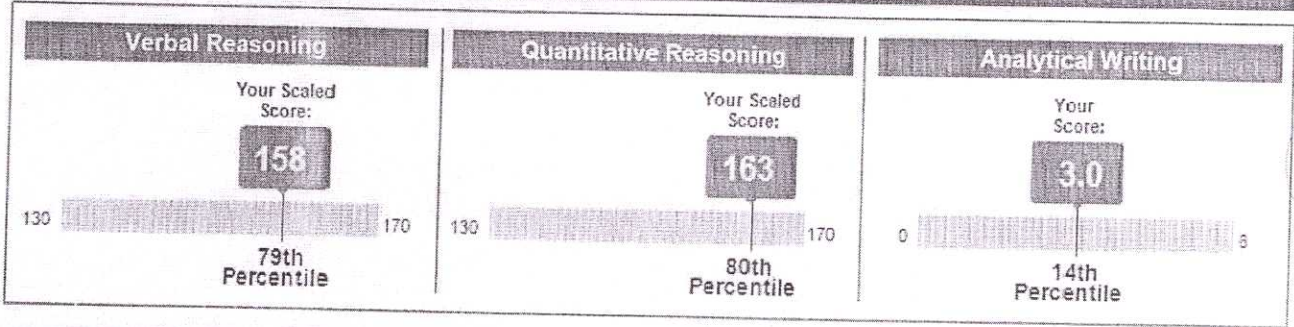 Verbal Reasoning
Your Scaled
Score:
158
130
170
79th
Percentile
Quantitative Reasoning
Your Scaled
Score:
163
130
170
80th
Percentile
Analytical Writing
Your
Score:
3.0
0
6
14th
Percentile